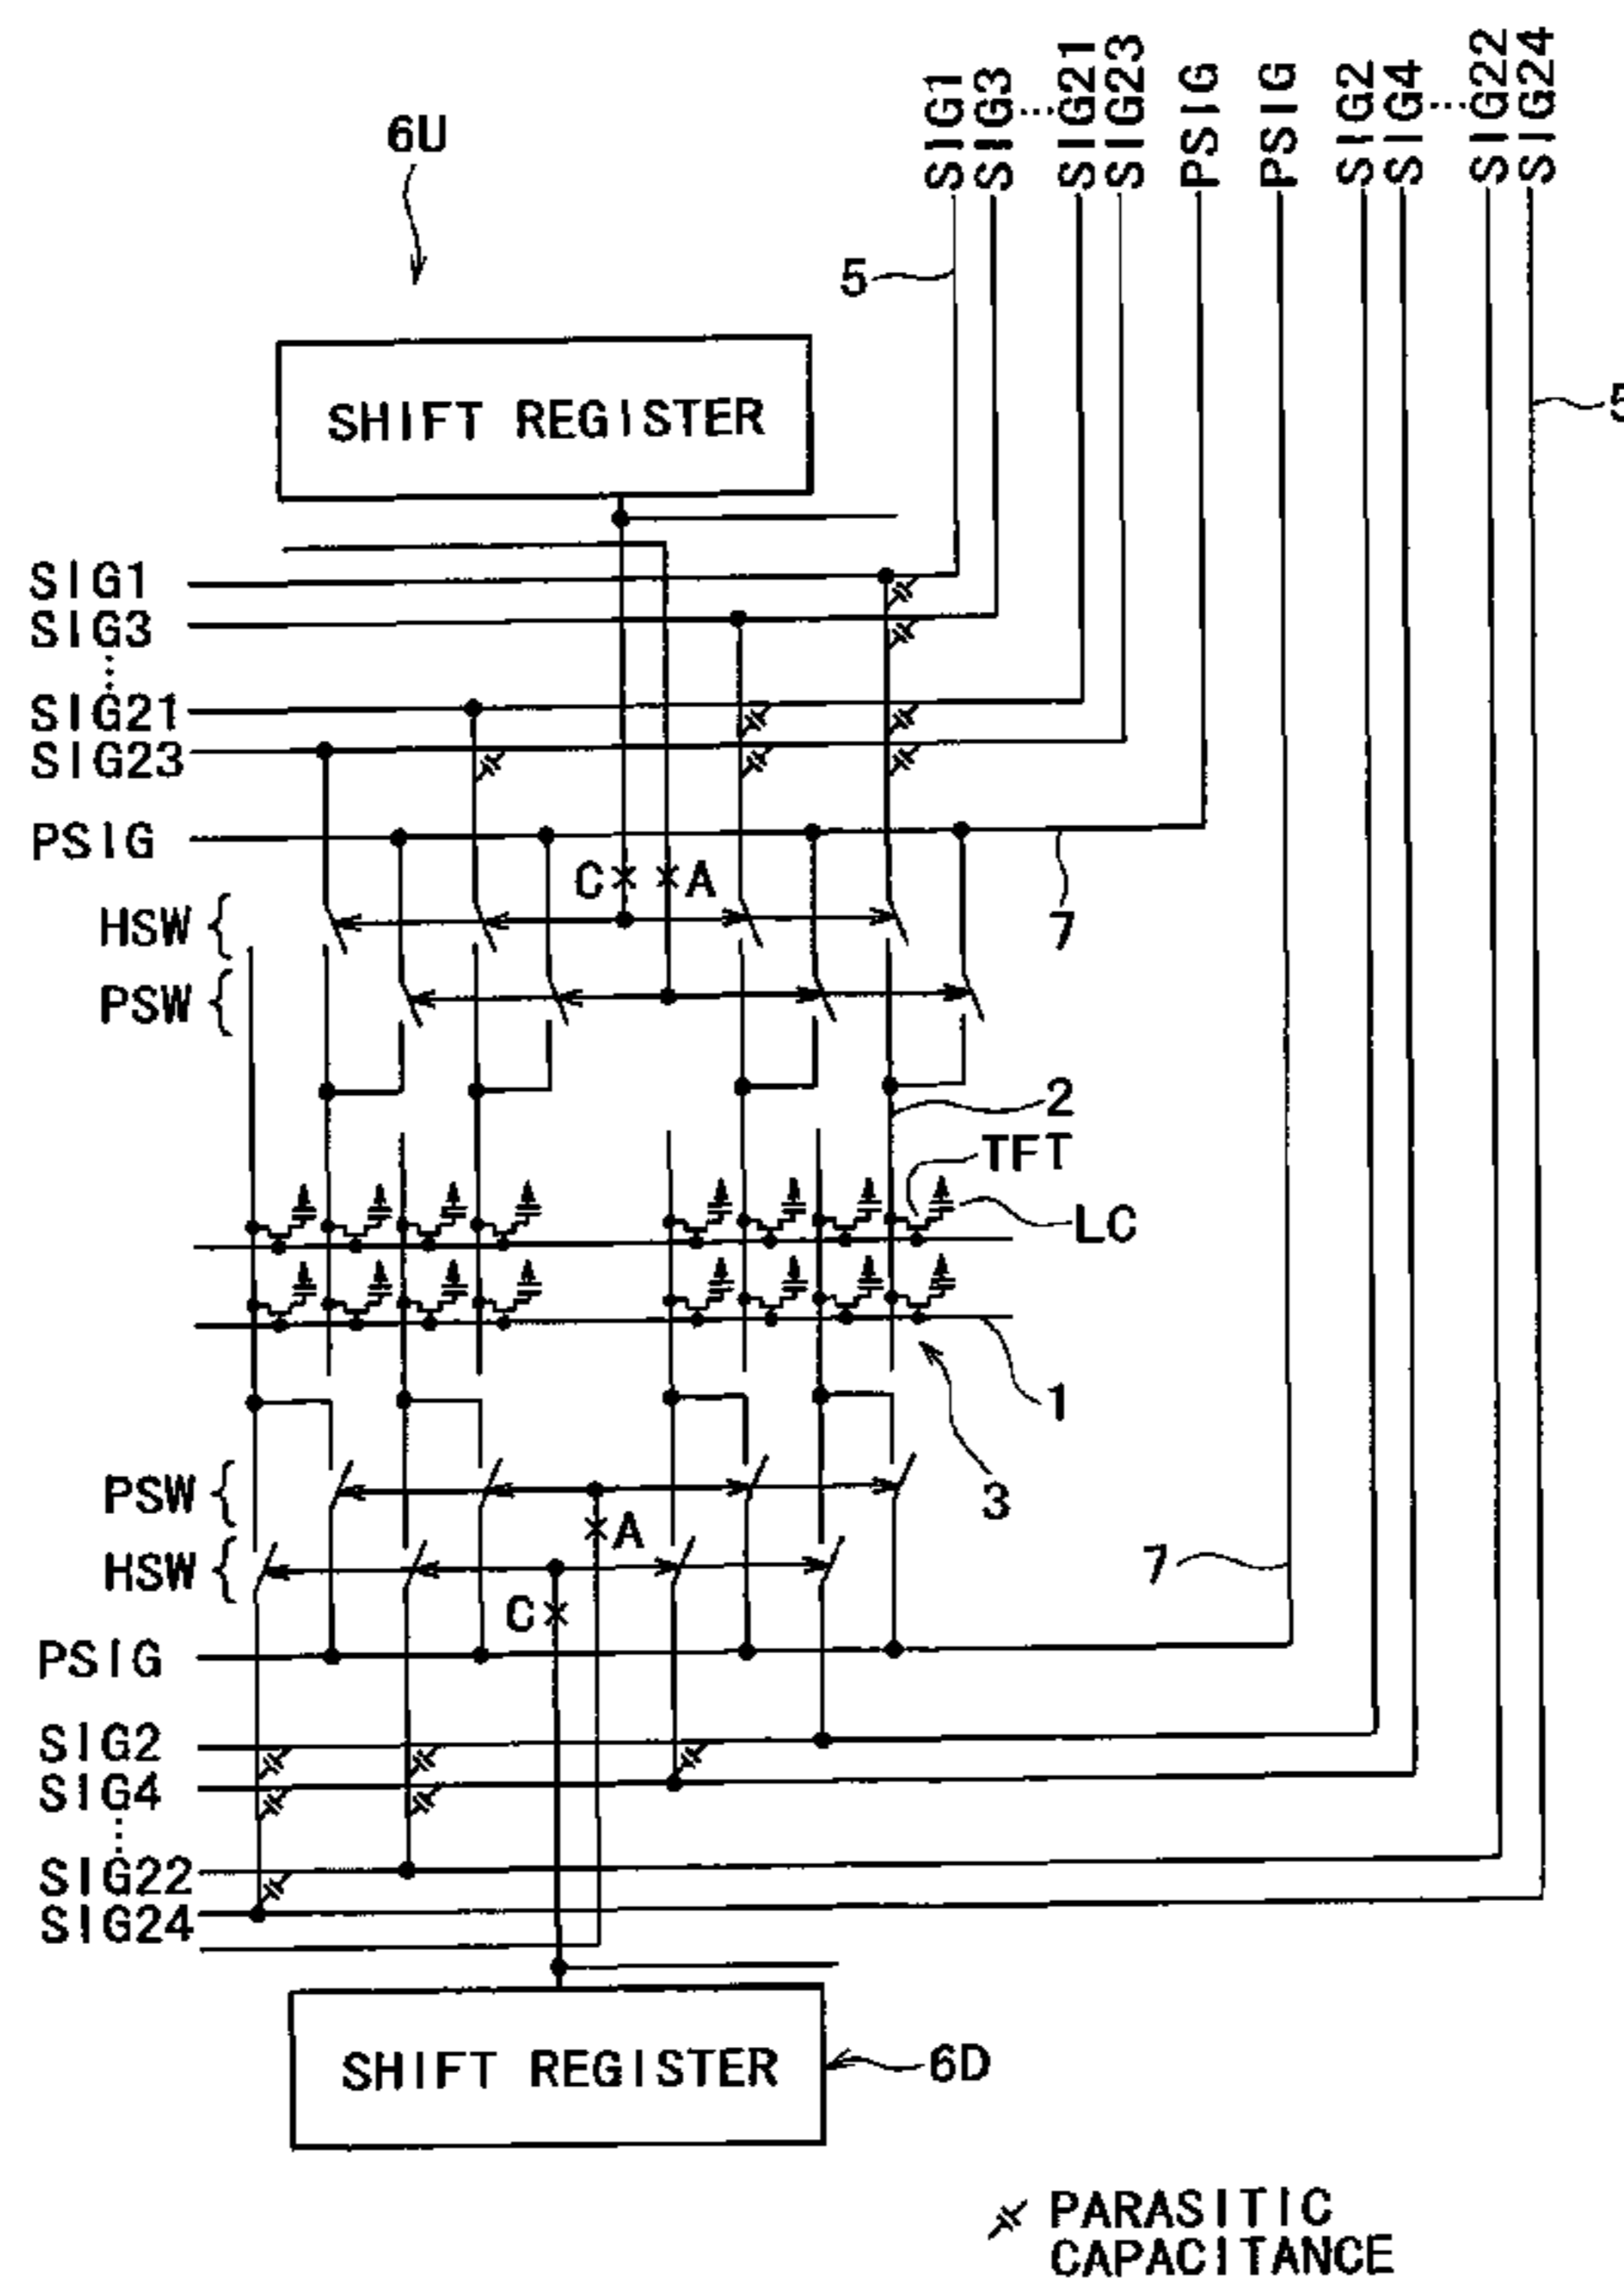 6U
SIG1
SIG3
SIG21
SIG23
PSIG
PSIG
SIG2
SIG4
SIG22
SIG24
5
5
SHIFT REGISTER
SIG1
SIG3
SIG21
SIG23
PSIG
C A
HSW
7
PSW
2
TFT
LC
1
3
PSW
A
HSW
7
C
PSIG
SIG2
SIG4
SIG22
SIG24
SHIFT REGISTER
6D
PARASITIC
CAPACITANCE